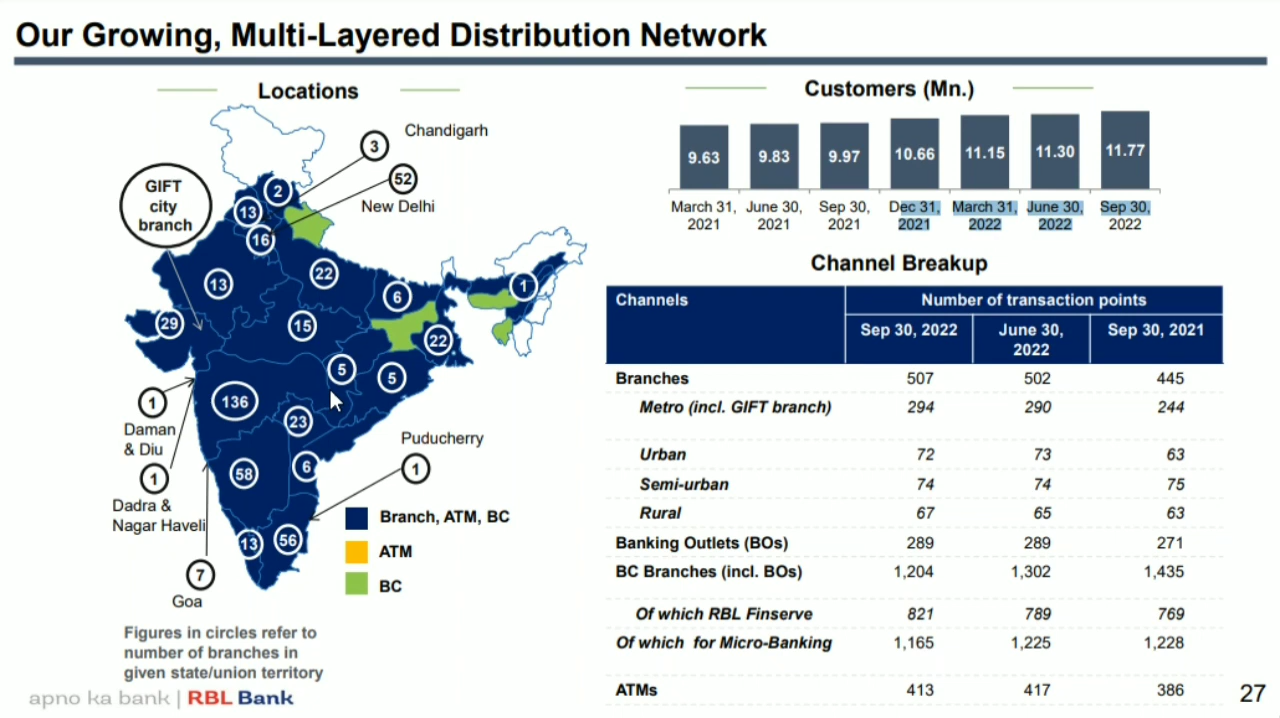 Our Growing, Multi-Layered Distribution Network
Locations
Chandigarh
3
52
New Delhi
GIFT
city
branch
2
13
16
13
22
6
1
29
15
22
5
5
136
23
1
Daman
& Diu
1
Dadra &
Nagar Haveli
58
6
Puducherry
1
13
56
7
Goa
Branch, ATM, BC
ATM
BC
Figures in circles refer to
number of branches in
given state/union territory
apno ka bank | RBL Bank
Customers (Mn.)
9.63 9.83 9.97 10.66 11.15 11.30 11.77
March 31, June 30, Sep 30, Dec 31, March 31, June 30, Sep 30,
2021 2021 2021 2021 2022 2022 2022
Channel Breakup
Channels Number of transaction points
Sep 30, 2022 June 30, 2022 Sep 30, 2021
Branches 507 502 445
Metro (incl. GIFT branch) 294 290 244
Urban 72 73 63
Semi-urban 74 74 75
Rural 67 65 63
Banking Outlets (BOs) 289 289 271
BC Branches (incl. BOs) 1,204 1,302 1,435
Of which RBL Finserve 821 789 769
Of which for Micro-Banking 1,165 1,225 1,228
ATMs 413 417 386
27